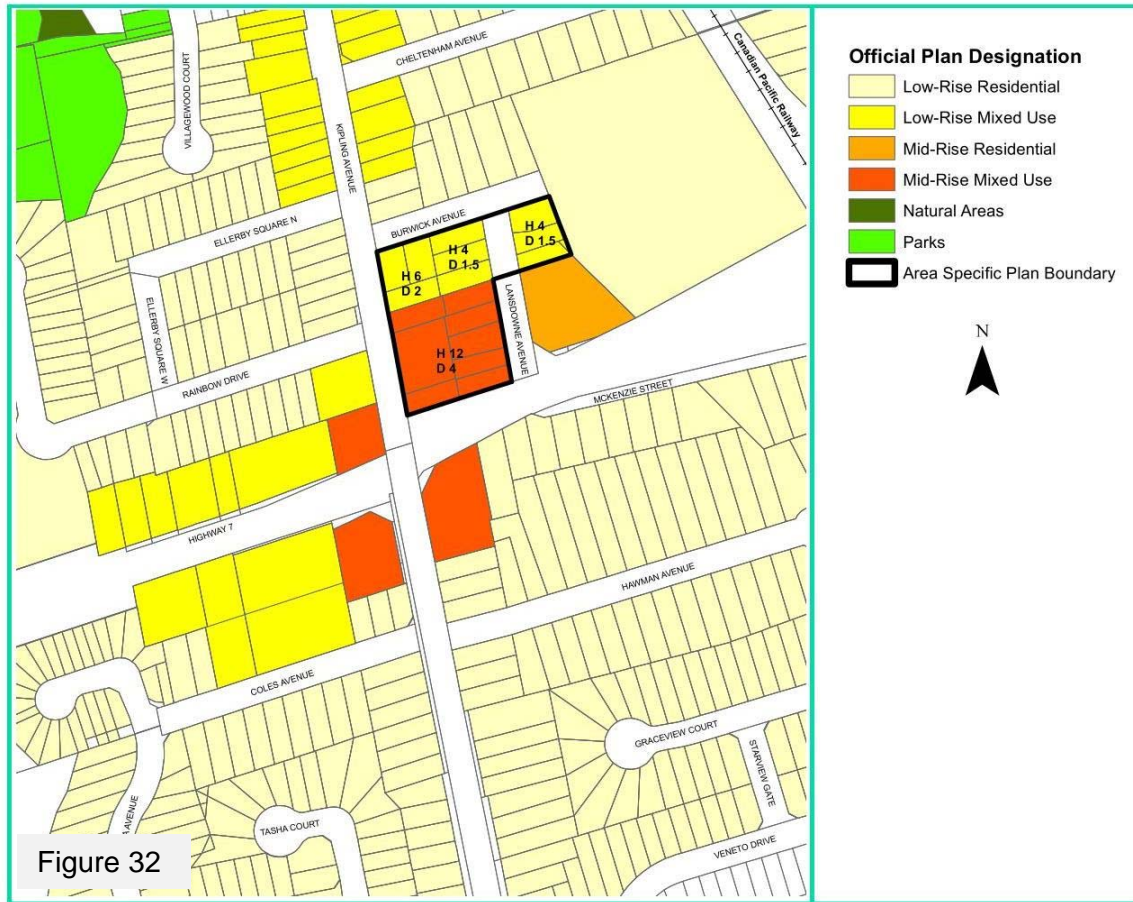 VILLAGEWOOD COURT
CHELTENHAM AVENUE
Canadian Pacific Railway
KIPLING AVENUE
ELLERBY SQUARE N
BURWICK AVENUE
H 4
D 1.5
H 4
D 1.5
H 6
D 2
ELLERBY SQUARE W
LANSDOWNE AVENUE
H 12
D 4
RAINBOW DRIVE
MCKENZIE STREET
HIGHWAY 7
HAWMAN AVENUE
COLES AVENUE
GRACEVIEW COURT
STARVIEW GATE
TASHA COURT
AVENUE
VENETO DRIVE
Figure 32
Official Plan Designation
Low-Rise Residential
Low-Rise Mixed Use
Mid-Rise Residential
Mid-Rise Mixed Use
Natural Areas
Parks
Area Specific Plan Boundary
N